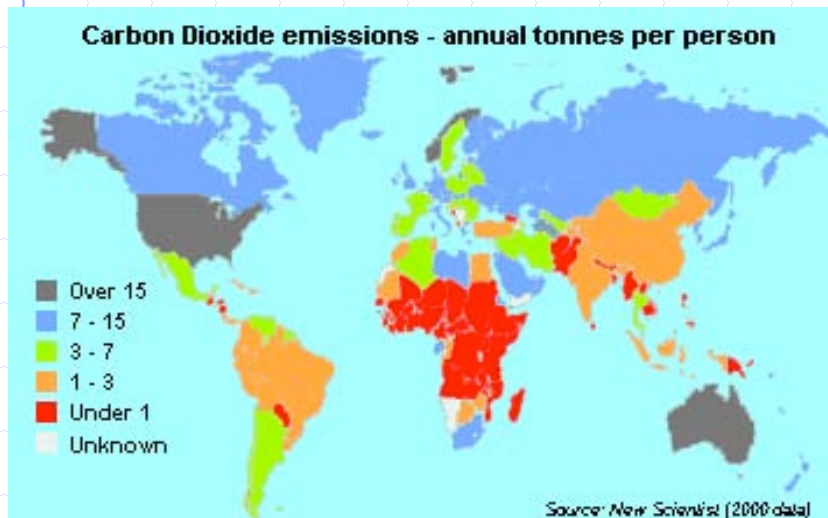 Carbon Dioxide emissions - annual tonnes per person
Over 15
7 - 15
3 - 7
1 - 3
Under 1
Unknown
Source: New Scientist (2000 data)